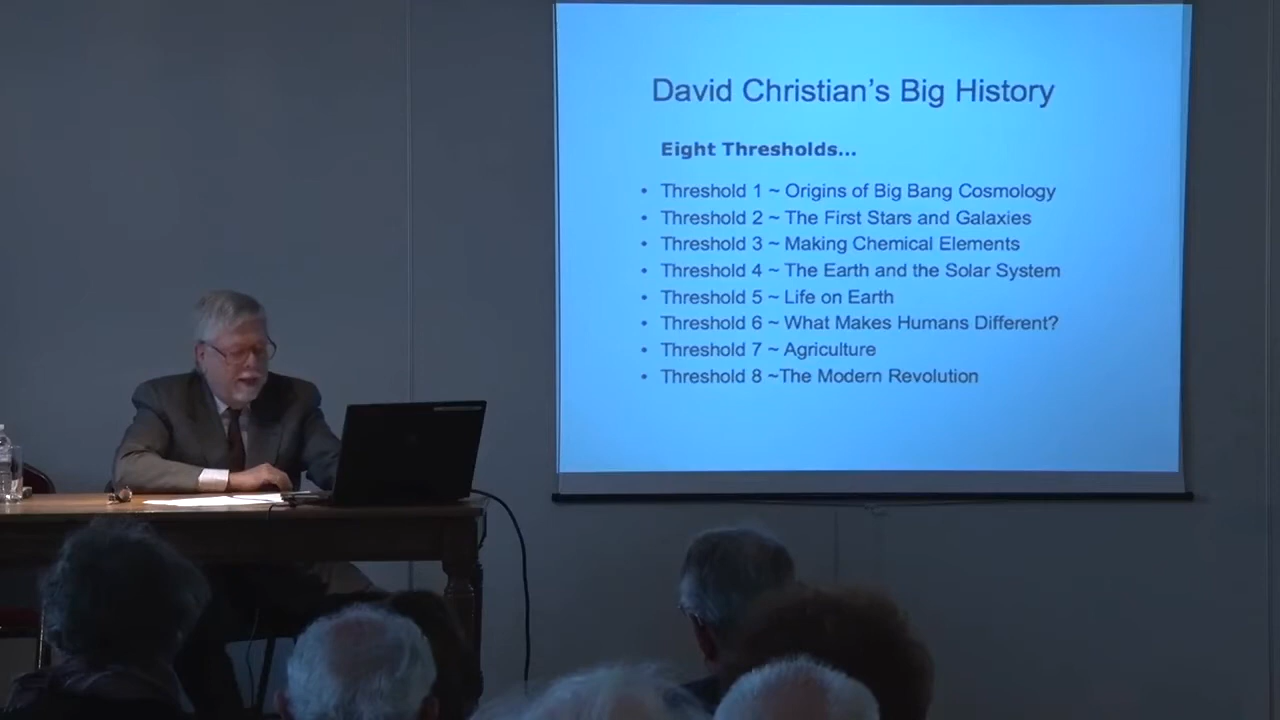 David Christian's Big History
Eight Thresholds...
• Threshold 1 ~ Origins of Big Bang Cosmology
• Threshold 2 ~ The First Stars and Galaxies
• Threshold 3 ~ Making Chemical Elements
• Threshold 4 ~ The Earth and the Solar System
• Threshold 5 ~ Life on Earth
• Threshold 6 ~ What Makes Humans Different?
• Threshold 7 ~ Agriculture
• Threshold 8 ~The Modern Revolution